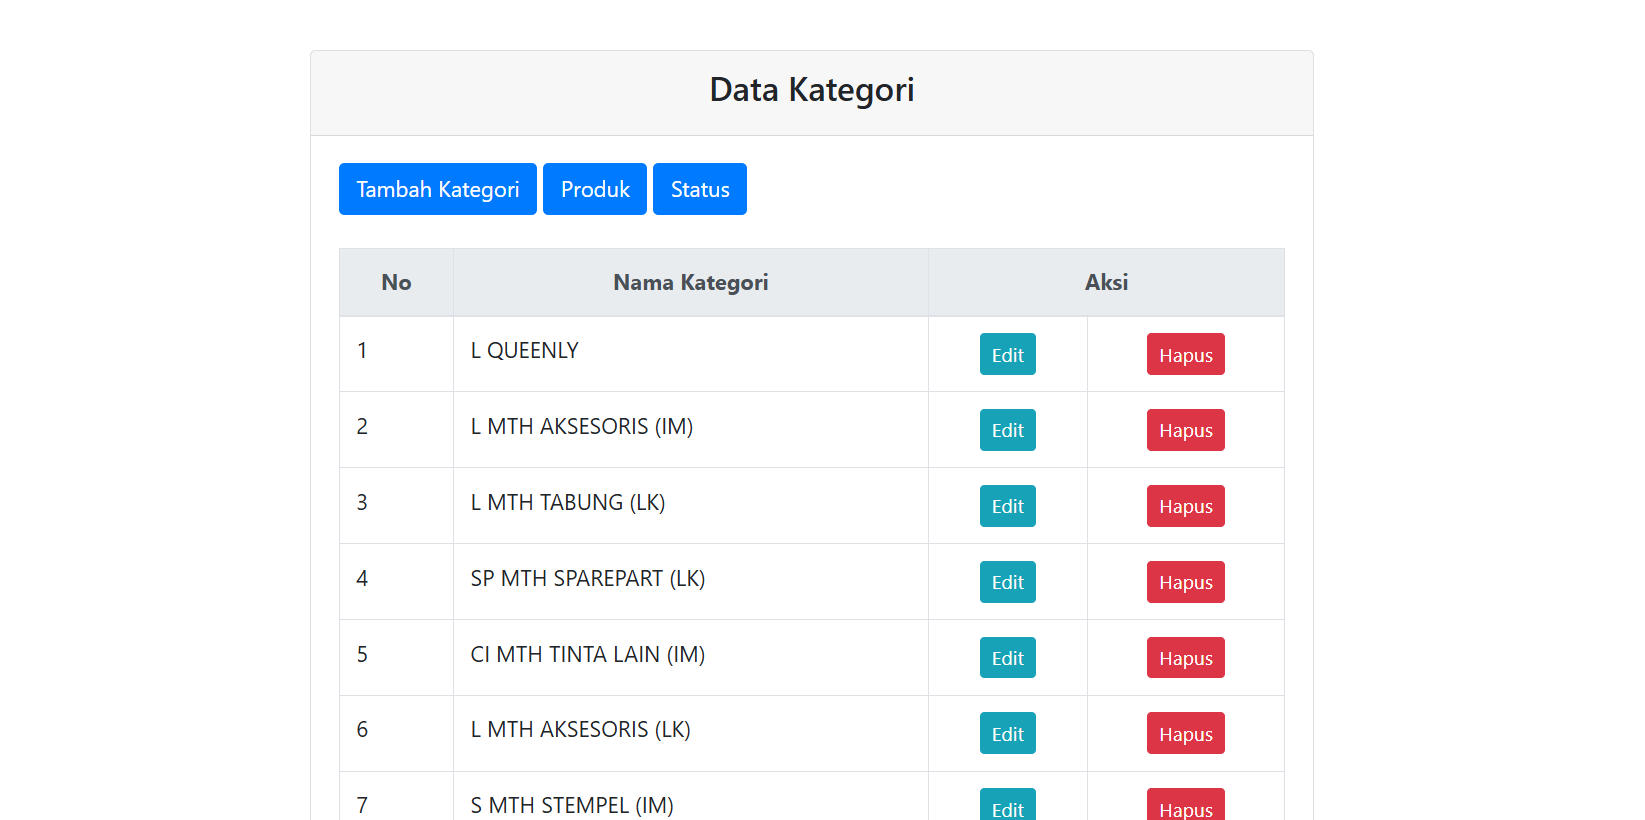 Data Kategori
Tambah Kategori Produk Status
No Nama Kategori Aksi
1 L QUEENLY Edit Hapus
2 L MTH AKSESORIS (IM) Edit Hapus
3 L MTH TABUNG (LK) Edit Hapus
4 SP MTH SPAREPART (LK) Edit Hapus
5 CI MTH TINTA LAIN (IM) Edit Hapus
6 L MTH AKSESORIS (LK) Edit Hapus
7 S MTH STEMPEL (IM) Edit Hapus